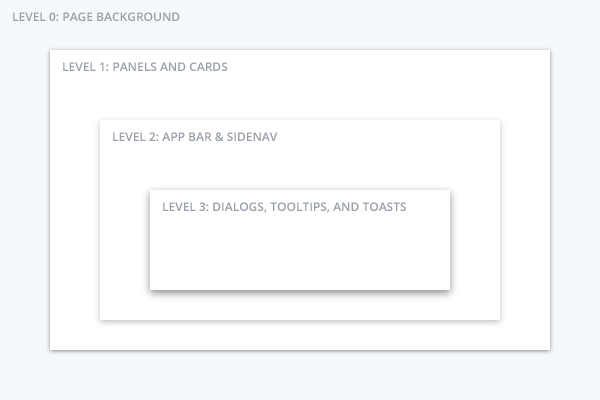 LEVEL 0: PAGE BACKGROUND
LEVEL 1: PANELS AND CARDS
LEVEL 2: APP BAR & SIDENAV
LEVEL 3: DIALOGS, TOOLTIPS, AND TOASTS